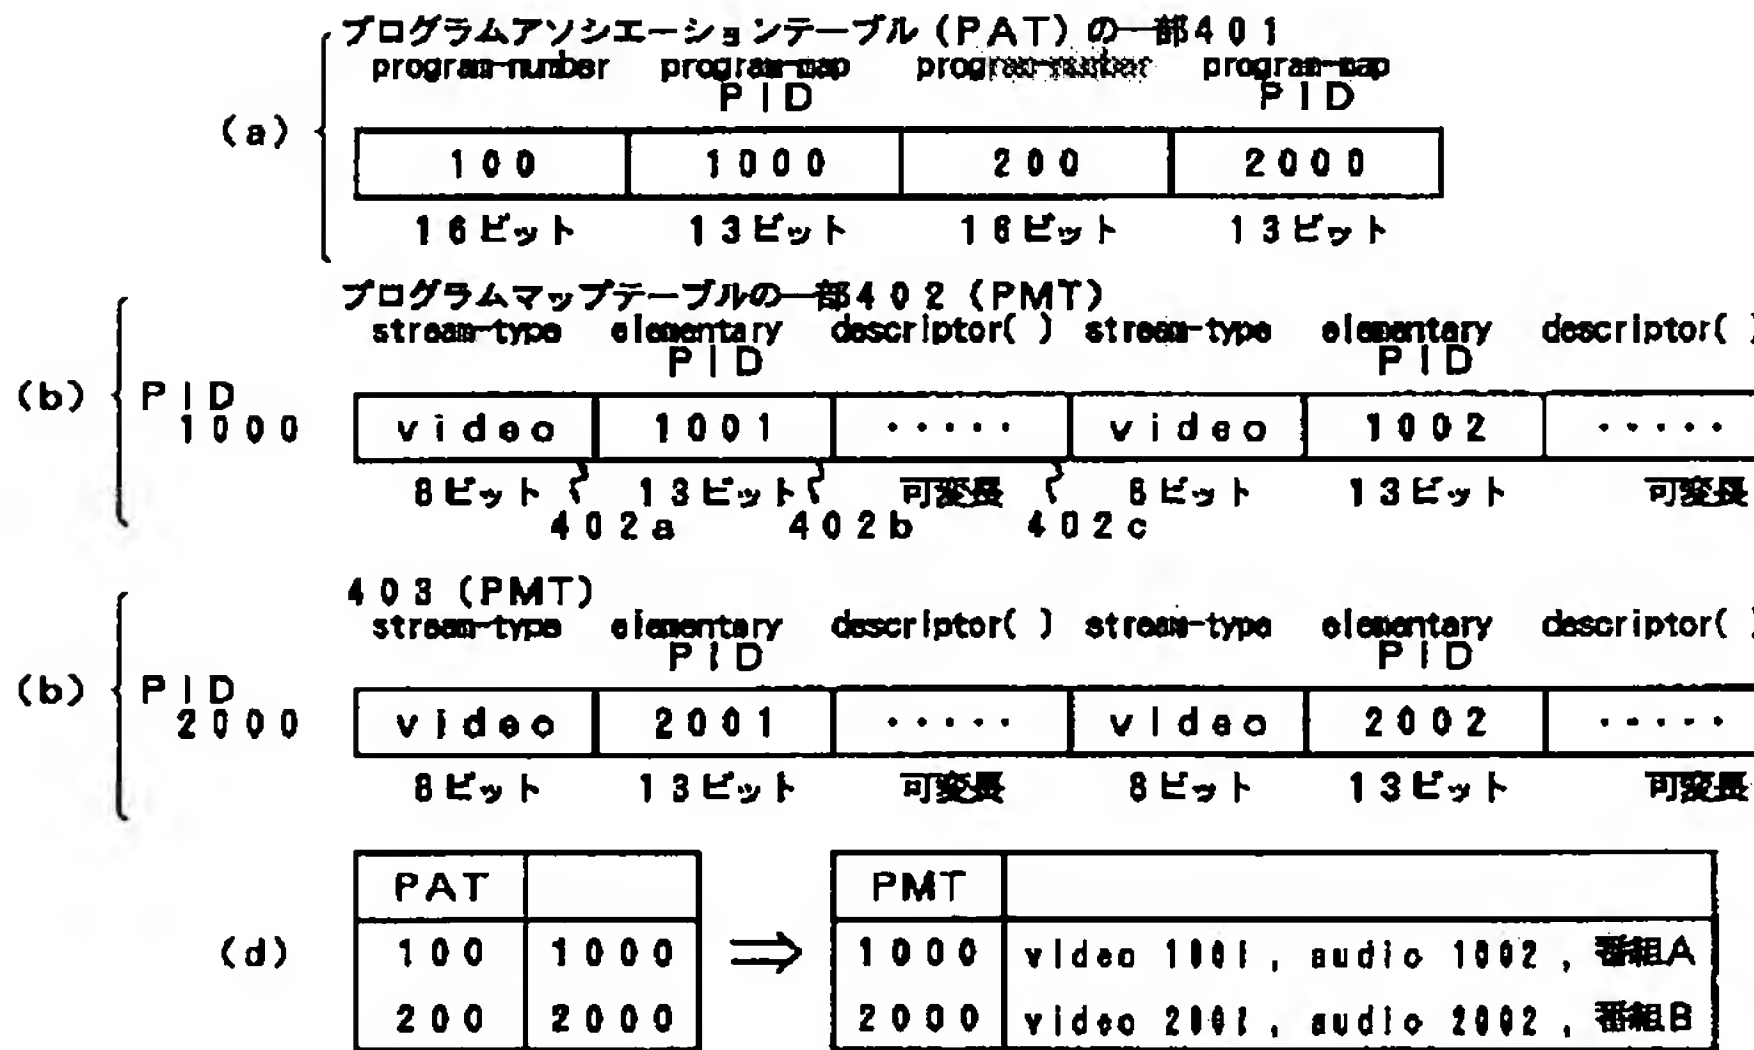 プログラムアソシエーションテーブル(PAT)の一部401
program-number program-map program-number program-map
PID PID
(a)
100 1000 200 2000
16ビット 13ビット 16ビット 13ビット
プログラムマップテーブルの一部402(PMT)
stream-type elementary descriptor( ) stream-type elementary descriptor( )
PID PID
(b) PID
1000 video 1001 ・・・・・ video 1002 ・・・・・
8ビット 13ビット 可変長 8ビット 13ビット 可変長
402a 402b 402c
403(PMT)
stream-type elementary descriptor( ) stream-type elementary descriptor( )
PID PID
(b) PID
2000 video 2001 ・・・・・ video 2002 ・・・・・
8ビット 13ビット 可変長 8ビット 13ビット 可変長
PAT PMT
(d) 100 1000 ⇒ 1000 video 1001, audio 1002, 番組A
200 2000 2000 video 2001, audio 2002, 番組B